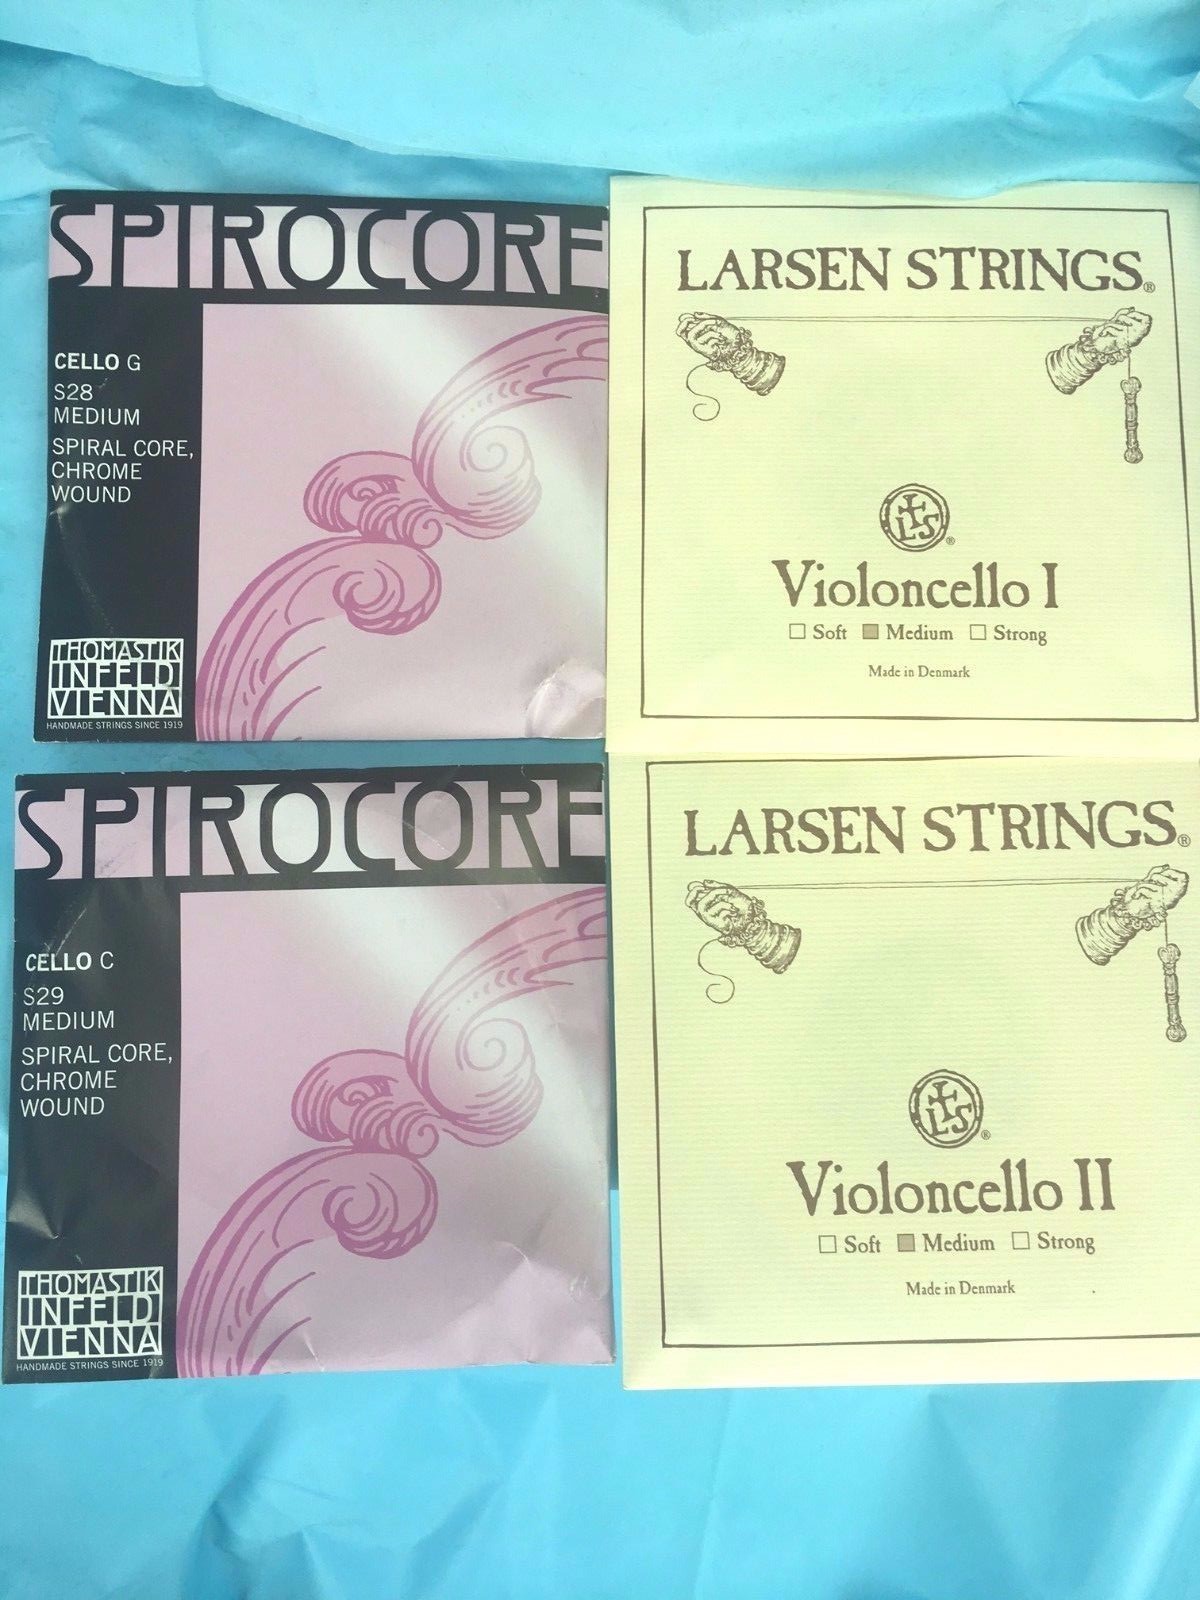 SPIROCORE
CELLO G
S28
MEDIUM
SPIRAL CORE,
CHROME
WOUND
THOMASTIK
INFELD
VIENNA
HANDMADE STRINGS SINCE 1919
LARSEN STRINGS®
LS®
Violoncello I
☐ Soft ■ Medium ☐ Strong
Made in Denmark
SPIROCORE
CELLO C
S29
MEDIUM
SPIRAL CORE,
CHROME
WOUND
THOMASTIK
INFELD
VIENNA
HANDMADE STRINGS SINCE 1919
LARSEN STRINGS®
LS®
Violoncello II
☐ Soft ■ Medium ☐ Strong
Made in Denmark